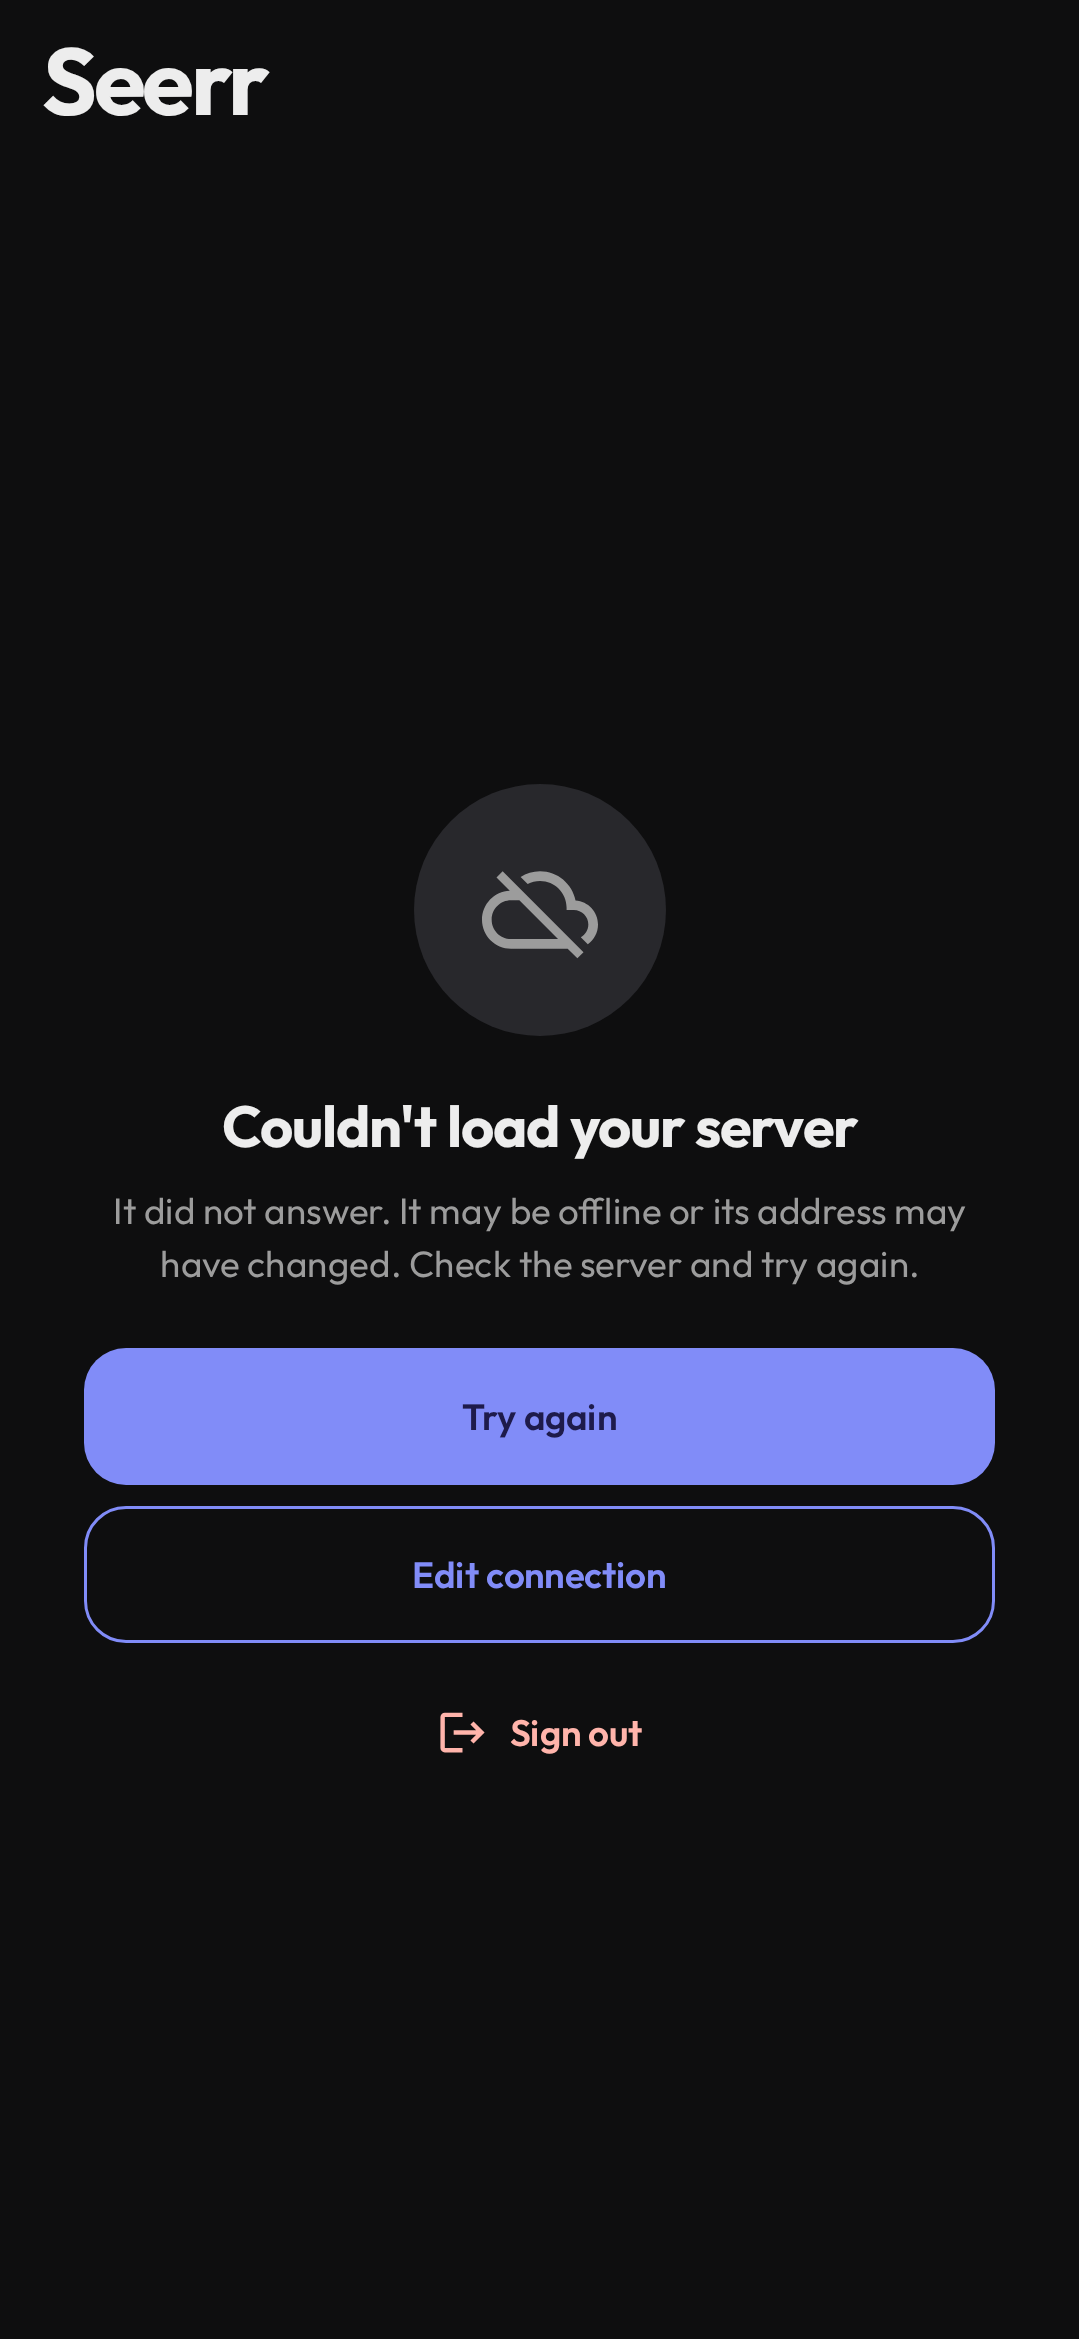 Seerr
Couldn't load your server
It did not answer. It may be offline or its address may
have changed. Check the server and try again.
Try again
Edit connection
Sign out